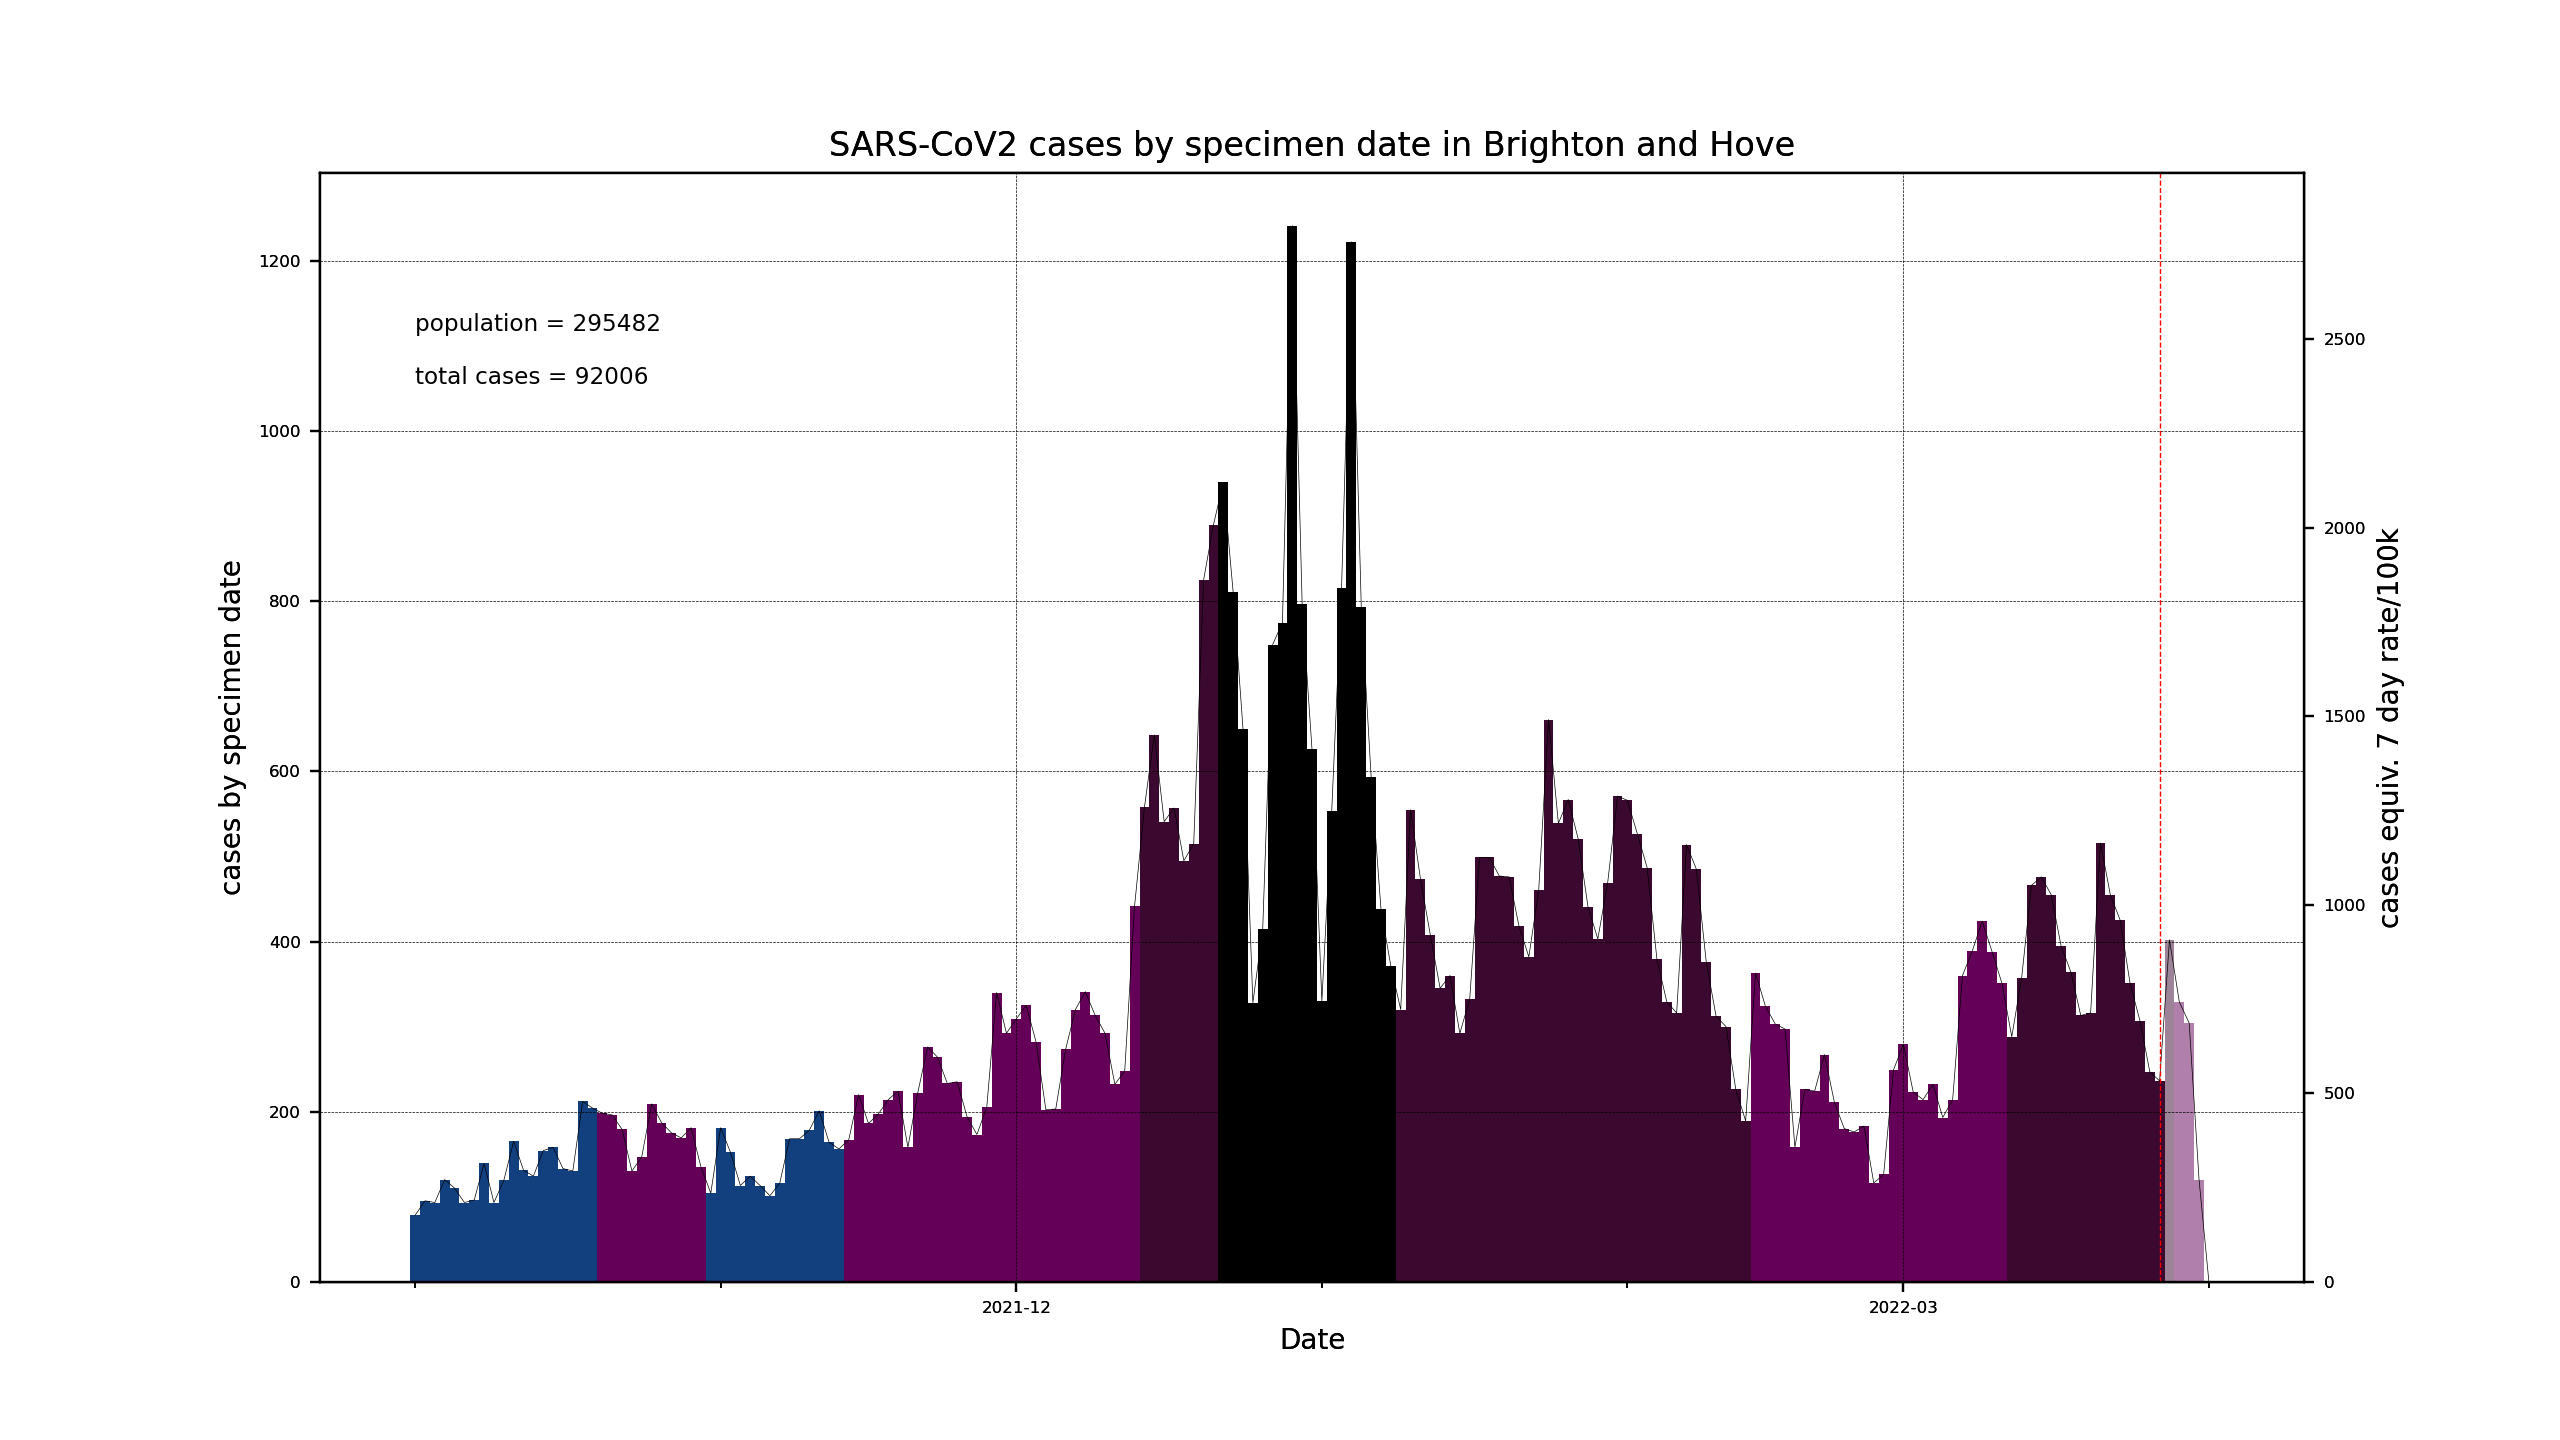 SARS-CoV2 cases by specimen date in Brighton and Hove
population = 295482
total cases = 92006
cases by specimen date
1200
1000
800
600
400
200
0
2500
2000
1500
1000
500
0
cases equiv. 7 day rate/100k
2021-12
2022-03
Date